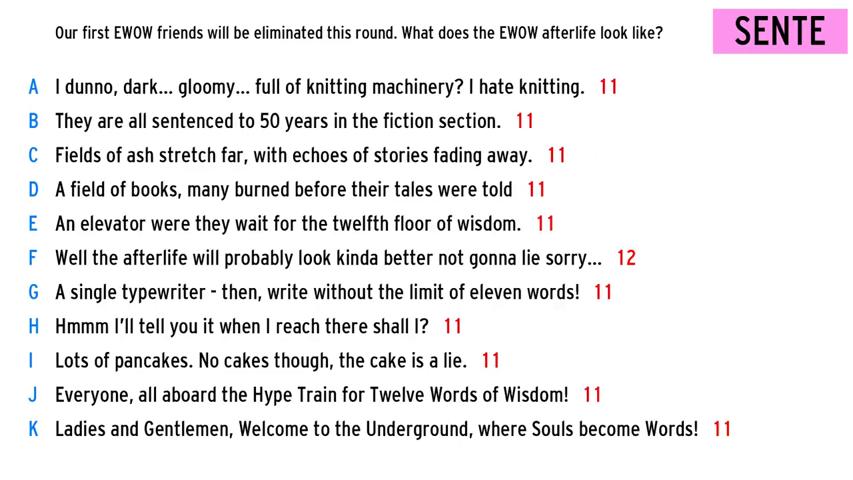 Our first EWOW friends will be eliminated this round. What does the EWOW afterlife look like?
SENTE
A I dunno, dark... gloomy... full of knitting machinery? I hate knitting. 11
B They are all sentenced to 50 years in the fiction section. 11
C Fields of ash stretch far, with echoes of stories fading away. 11
D A field of books, many burned before their tales were told 11
E An elevator were they wait for the twelfth floor of wisdom. 11
F Well the afterlife will probably look kinda better not gonna lie sorry... 12
G A single typewriter - then, write without the limit of eleven words! 11
H Hmmm I'll tell you it when I reach there shall I? 11
I Lots of pancakes. No cakes though, the cake is a lie. 11
J Everyone, all aboard the Hype Train for Twelve Words of Wisdom! 11
K Ladies and Gentlemen, Welcome to the Underground, where Souls become Words! 11